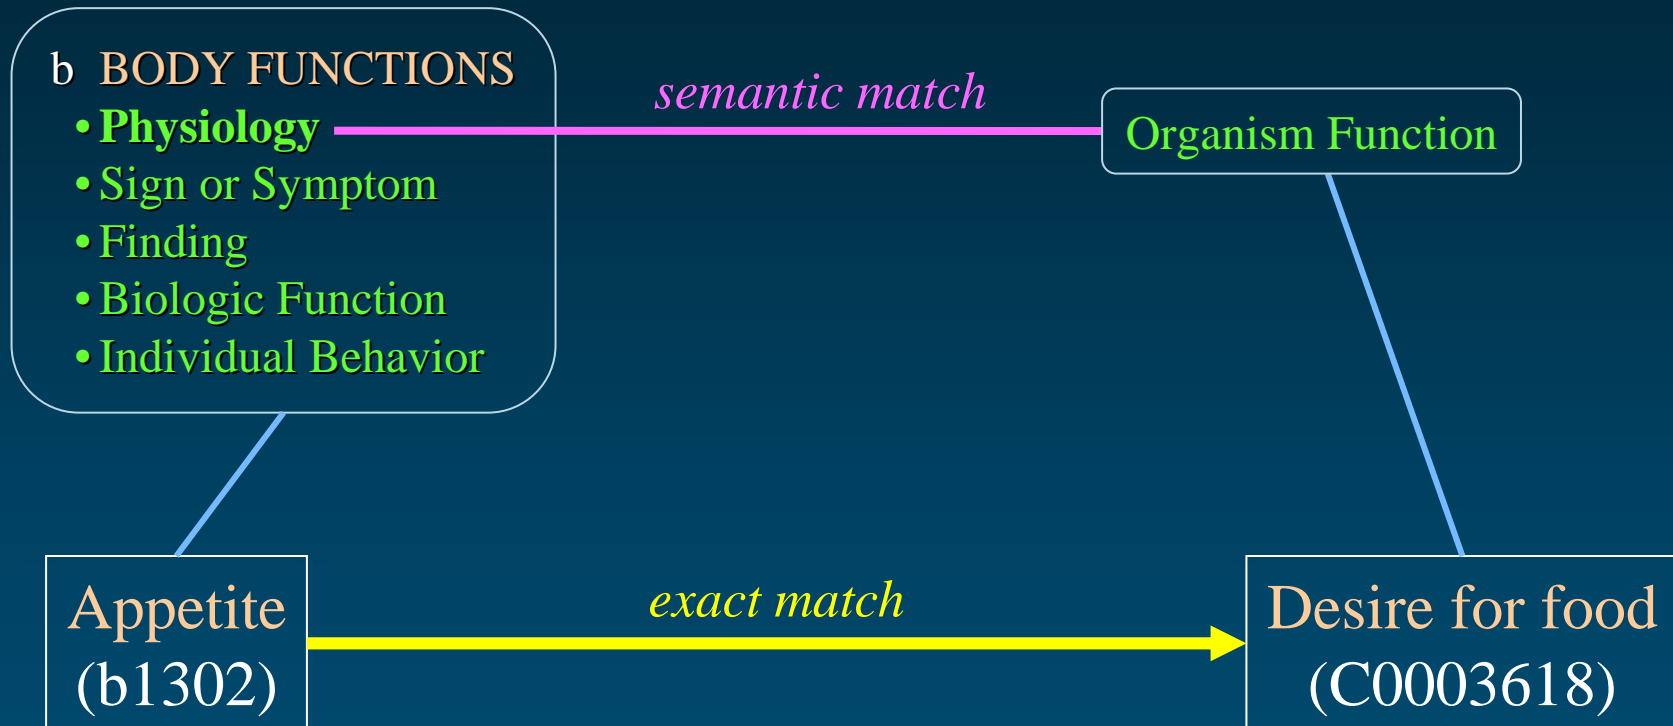 b BODY FUNCTIONS
• Physiology
• Sign or Symptom
• Finding
• Biologic Function
• Individual Behavior
semantic match
Organism Function
Appetite
(b1302)
exact match
Desire for food
(C0003618)